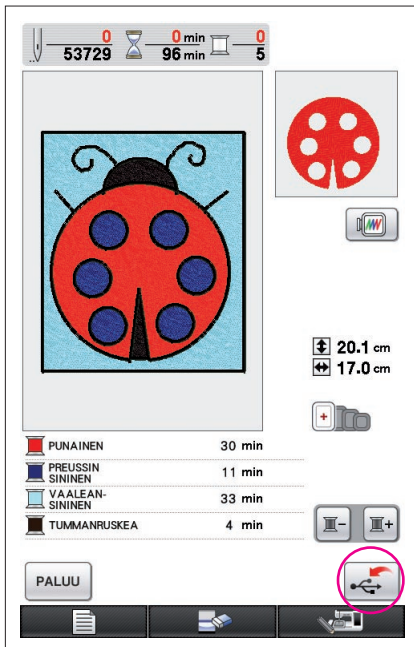 0 0 min 0
53729 96 min 5
20.1 cm
17.0 cm
PUNAINEN 30 min
PREUSSIN
SININEN 11 min
VAALEAN-
SININEN 33 min
TUMMANRUSKEA 4 min
PALUU